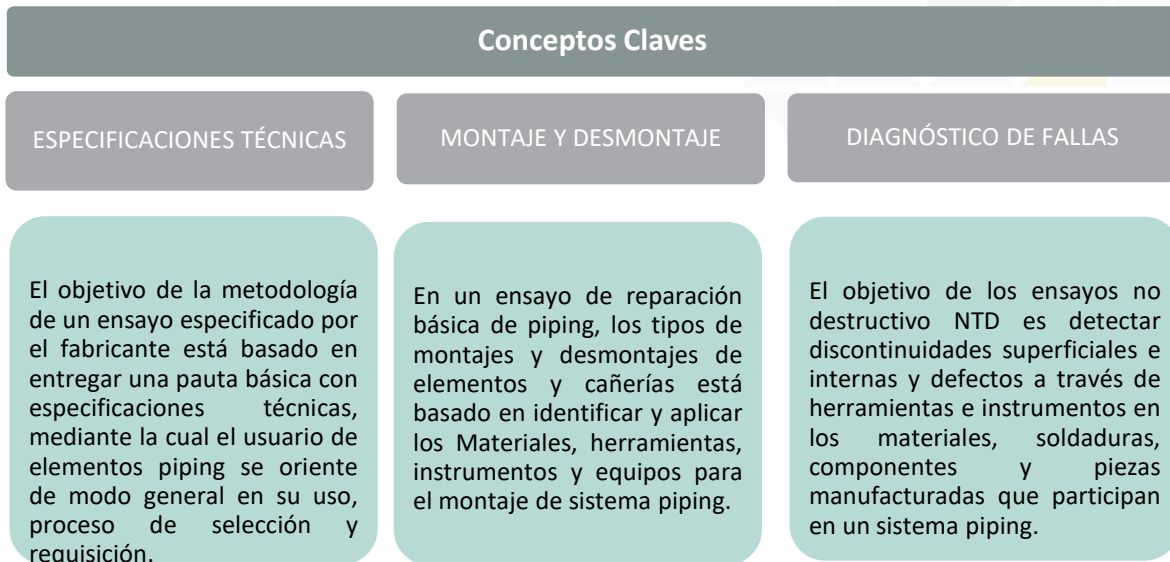 Conceptos Claves
ESPECIFICACIONES TÉCNICAS
MONTAJE Y DESMONTAJE
DIAGNÓSTICO DE FALLAS
El objetivo de la metodología
de un ensayo especificado por
el fabricante está basado en
entregar una pauta básica con
especificaciones técnicas,
mediante la cual el usuario de
elementos piping se oriente
de modo general en su uso,
proceso de selección y
requisición.
En un ensayo de reparación
básica de piping, los tipos de
montajes y desmontajes de
elementos y cañerías está
basado en identificar y aplicar
los Materiales, herramientas,
instrumentos y equipos para
el montaje de sistema piping.
El objetivo de los ensayos no
destructivo NTD es detectar
discontinuidades superficiales e
internas y defectos a través de
herramientas e instrumentos en
los materiales, soldaduras,
componentes y piezas
manufacturadas que participan
en un sistema piping.